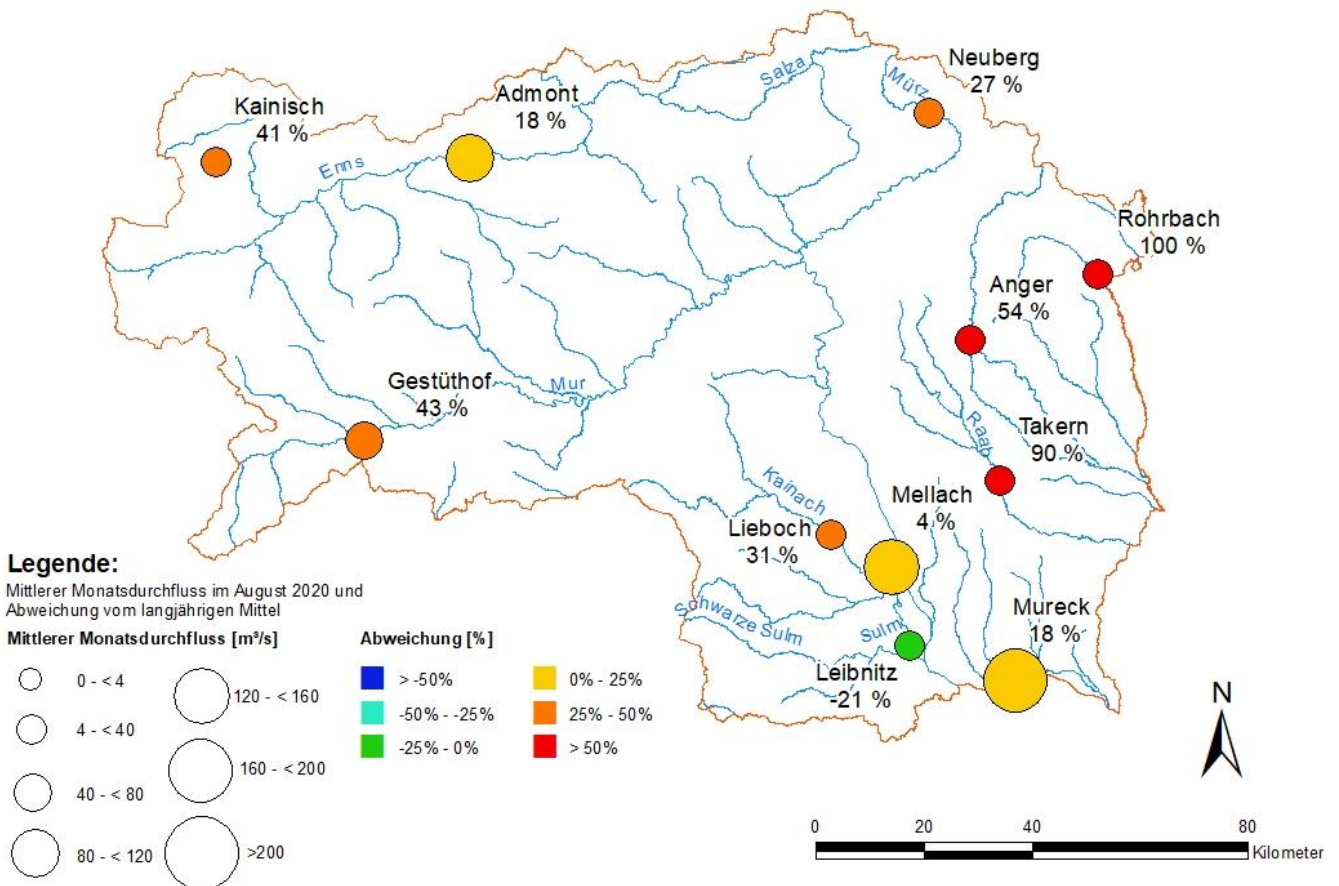 Neuberg
27 %
Salza
Mürz
Admont
18 %
Kainisch
41 %
Enns
Rohrbach
100 %
Anger
54 %
Gestüthof
43 %
Mur
Takern
90 %
Raab
Kainach
Mellach
4 %
Lieboch
31 %
Schwarze Sulm
Sulm
Mureck
18 %
Leibnitz
-21 %
Legende:
Mittlerer Monatsdurchfluss im August 2020 und
Abweichung vom langjährigen Mittel
Mittlerer Monatsdurchfluss [m³/s]
0 - < 4
4 - < 40
40 - < 80
80 - < 120
120 - < 160
160 - < 200
>200
Abweichung [%]
> -50%
-50% - -25%
-25% - 0%
0% - 25%
25% - 50%
> 50%
N
0 20 40 60 80
Kilometer